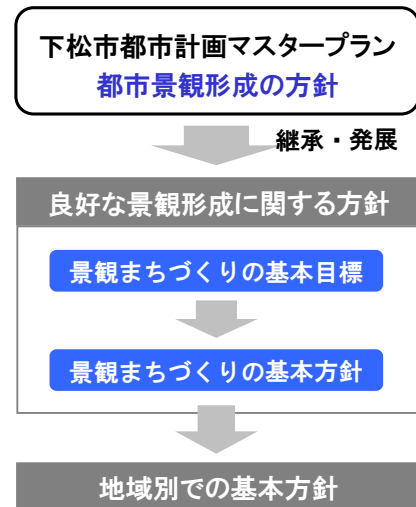 下松市都市計画マスタープラン
都市景観形成の方針
継承・発展
良好な景観形成に関する方針
景観まちづくりの基本目標
景観まちづくりの基本方針
地域別での基本方針